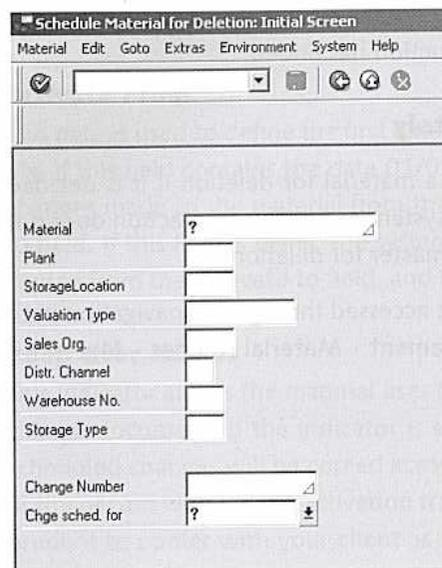 Schedule Material for Deletion: Initial Screen
Material Edit Goto Extras Environment System Help
Material ?
Plant
StorageLocation
Valuation Type
Sales Org.
Distr. Channel
Warehouse No.
Storage Type
Change Number
Chge sched. for ?